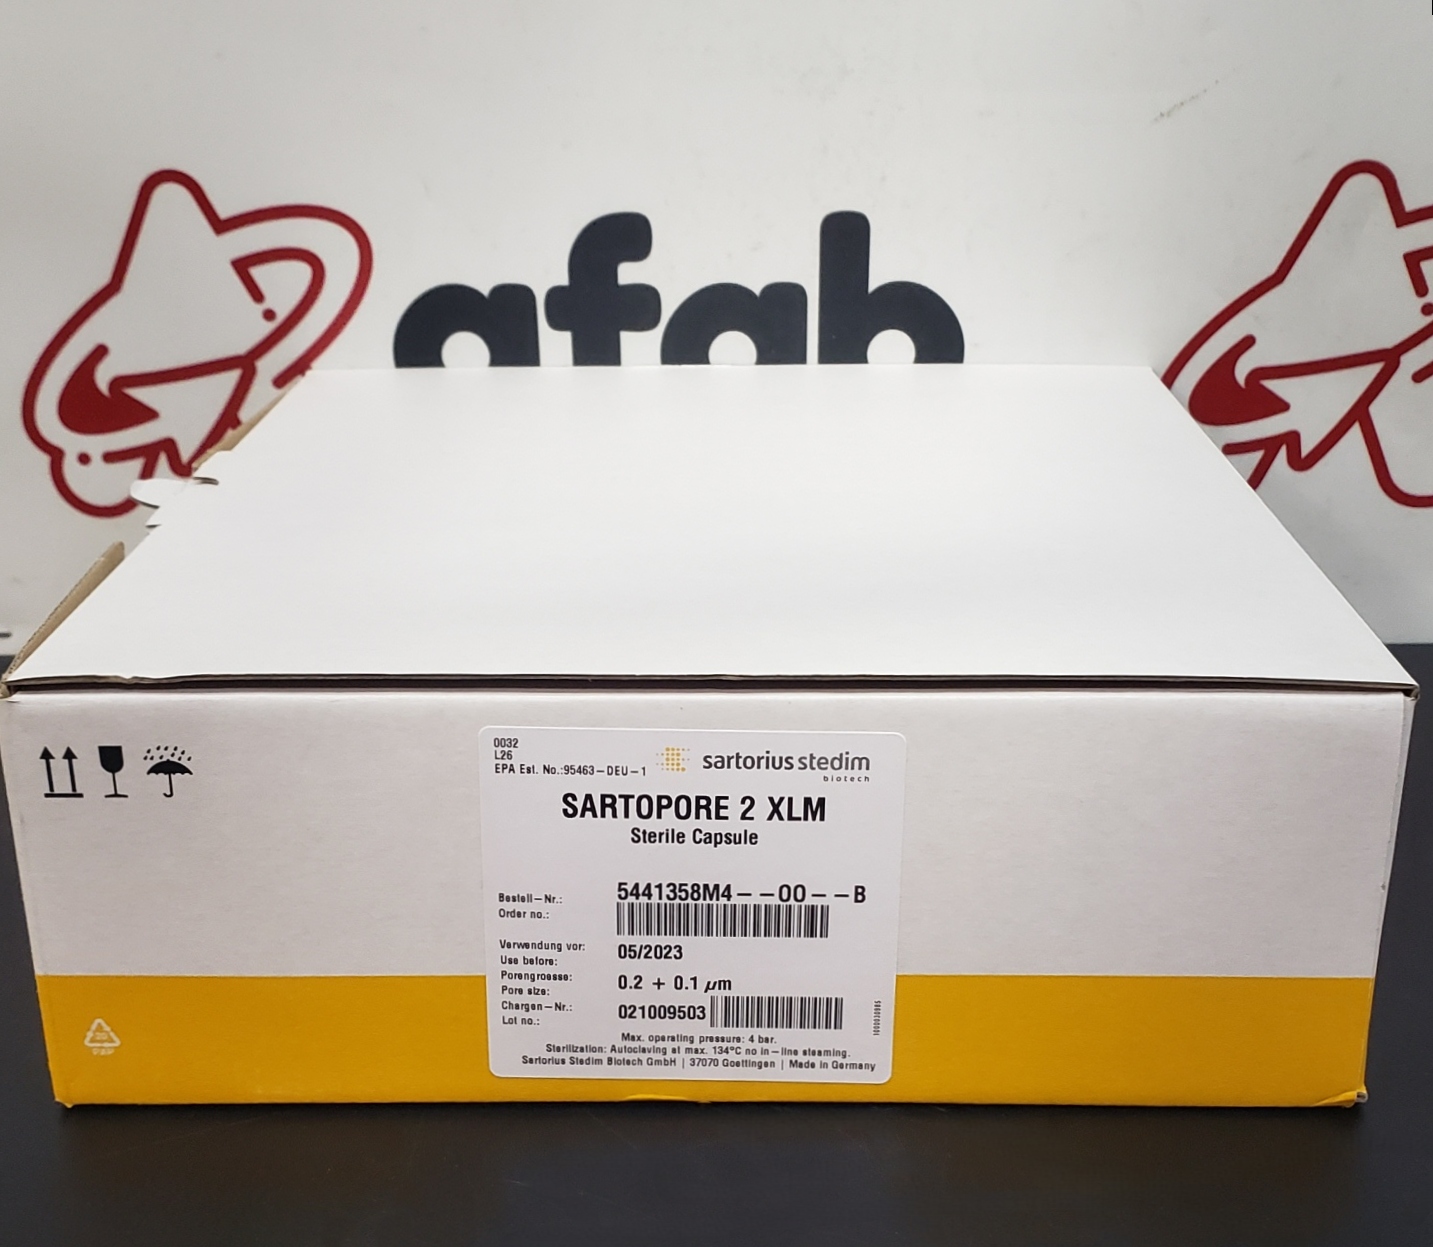 afab
0032
L26
EPA Est. No.:95463-DEU-1
sartorius stedim
biotech
SARTOPORE 2 XLM
Sterile Capsule
Bestell-Nr.: 5441358M4--00--B
Order no.:
Verwendung vor: 05/2023
Use before:
Porengroesse: 0.2 + 0.1 µm
Pore size:
Chargen-Nr.: 021009503
Lot no.:
Max. operating pressure: 4 bar.
Sterilization: Autoclaving at max. 134°C no in-line steaming.
Sartorius Stedim Biotech GmbH | 37070 Goettingen | Made in Germany
20
PAP